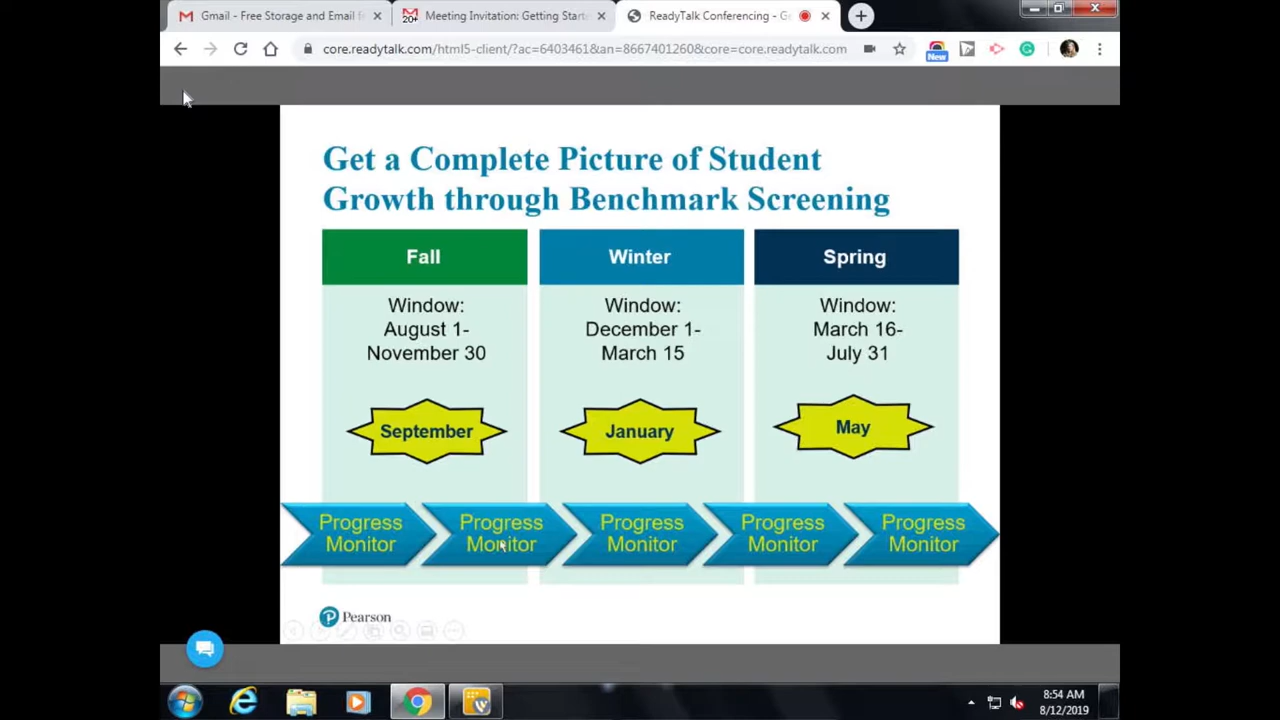 Gmail - Free Storage and Email f
Meeting Invitation: Getting Start
ReadyTalk Conferencing - Ge
core.readytalk.com/html5-client/?ac=6403461&an=8667401260&core=core.readytalk.com
New
Get a Complete Picture of Student
Growth through Benchmark Screening
Fall
Winter
Spring
Window:
August 1-
November 30
Window:
December 1-
March 15
Window:
March 16-
July 31
September
January
May
Progress
Monitor
Progress
Monitor
Progress
Monitor
Progress
Monitor
Progress
Monitor
Pearson
8:54 AM
8/12/2019